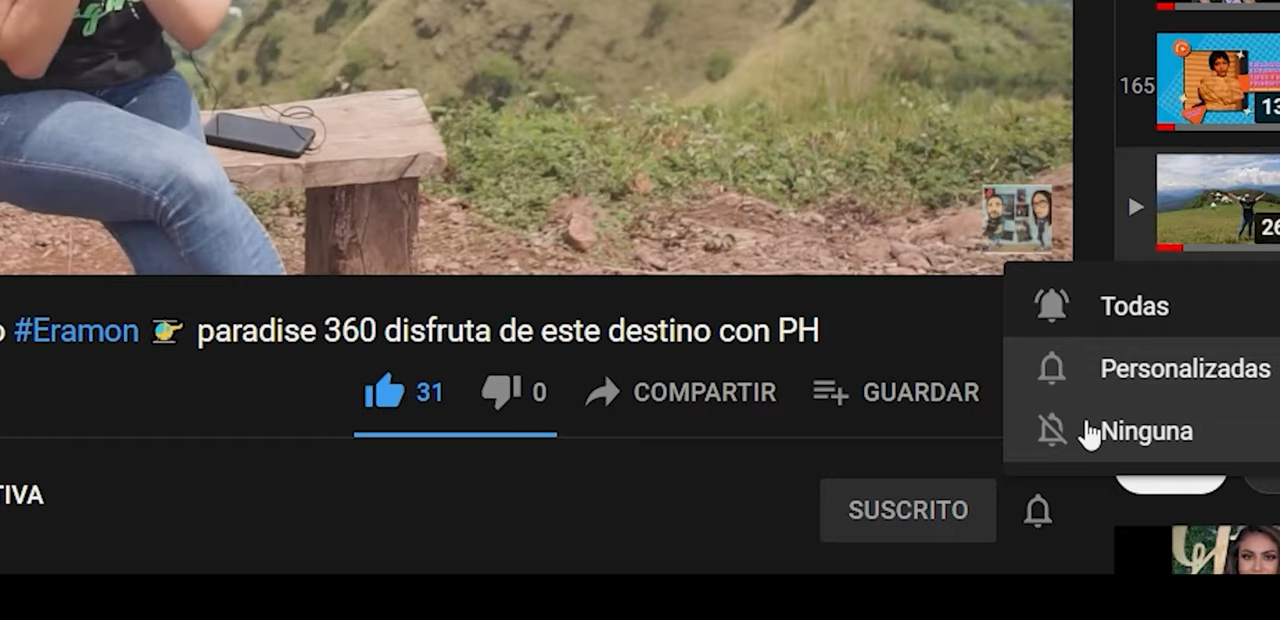 165
13
26
Todas
o #Eramon paradise 360 disfruta de este destino con PH
Personalizadas
31 0 COMPARTIR GUARDAR
Ninguna
TIVA
SUSCRITO